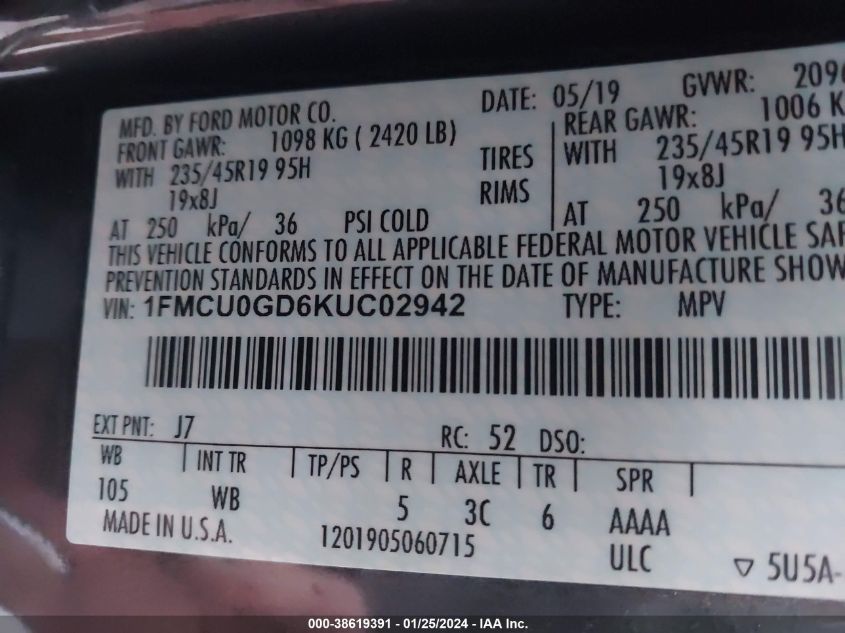 MFD. BY FORD MOTOR CO. DATE: 05/19 GVWR:
FRONT GAWR: 1098 KG ( 2420 LB) REAR GAWR: 1006
WITH 235/45R19 95H TIRES WITH 235/45R19 95H
19x8J RIMS 19x8J
AT 250 kPa/ 36 PSI COLD AT 250 kPa/ 36
THIS VEHICLE CONFORMS TO ALL APPLICABLE FEDERAL MOTOR VEHICLE
PREVENTION STANDARDS IN EFFECT ON THE DATE OF MANUFACTURE
VIN: 1FMCU0GD6KUC02942 TYPE: MPV
EXT PNT: J7 RC: 52 DSO:
WB INT TR TP/PS R AXLE TR SPR
105 WB 5 3C 6 AAAA
MADE IN U.S.A. 1201905060715 ULC ▽ 5U5A-
000-38619391 - 01/25/2024 - IAA Inc.